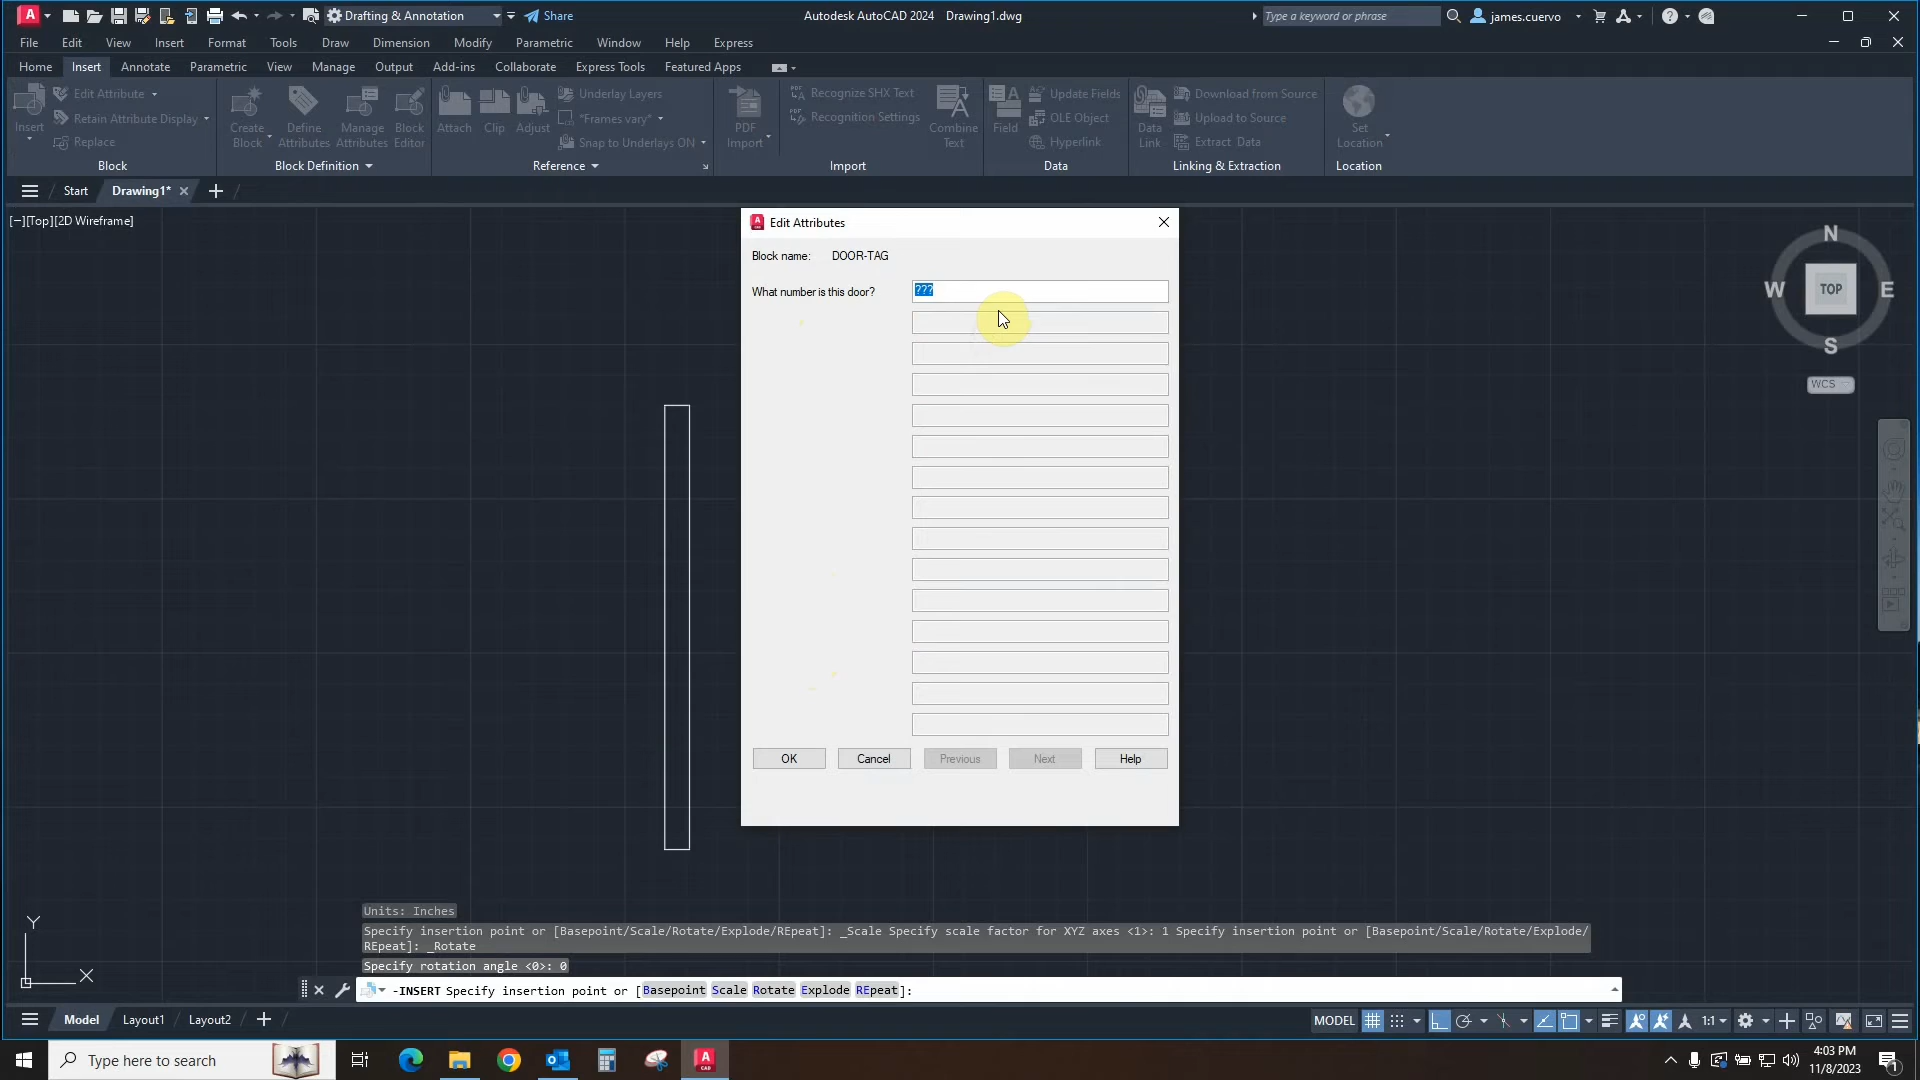 Drafting & Annotation
Share
Autodesk AutoCAD 2024 Drawing1.dwg
Type a keyword or phrase
james.cuervo
File Edit View Insert Format Tools Draw Dimension Modify Parametric Window Help Express
Home Insert Annotate Parametric View Manage Output Add-ins Collaborate Express Tools Featured Apps
Insert
Edit Attribute
Retain Attribute Display
Replace
Block
Create Block
Define Attributes
Manage Attributes
Block Editor
Block Definition
Attach
Clip
Adjust
Underlay Layers
*Frames vary*
Snap to Underlays ON
Reference
PDF Import
Recognize SHX Text
Recognition Settings
Combine Text
Import
Field
Update Fields
OLE Object
Hyperlink
Data
Data Link
Download from Source
Upload to Source
Extract Data
Linking & Extraction
Set Location
Location
Start
Drawing1*
[−][Top][2D Wireframe]
Edit Attributes
Block name: DOOR-TAG
What number is this door? ???
OK Cancel Previous Next Help
N
W TOP E
S
WCS
Y
X
Units: Inches
Specify insertion point or [Basepoint/Scale/Rotate/Explode/REpeat]: _Scale Specify scale factor for XYZ axes <1>: 1 Specify insertion point or [Basepoint/Scale/Rotate/Explode/
REpeat]: _Rotate
Specify rotation angle <0>: 0
-INSERT Specify insertion point or [Basepoint Scale Rotate Explode REpeat]:
Model Layout1 Layout2
MODEL 1:1
Type here to search
4:03 PM
11/8/2023
1